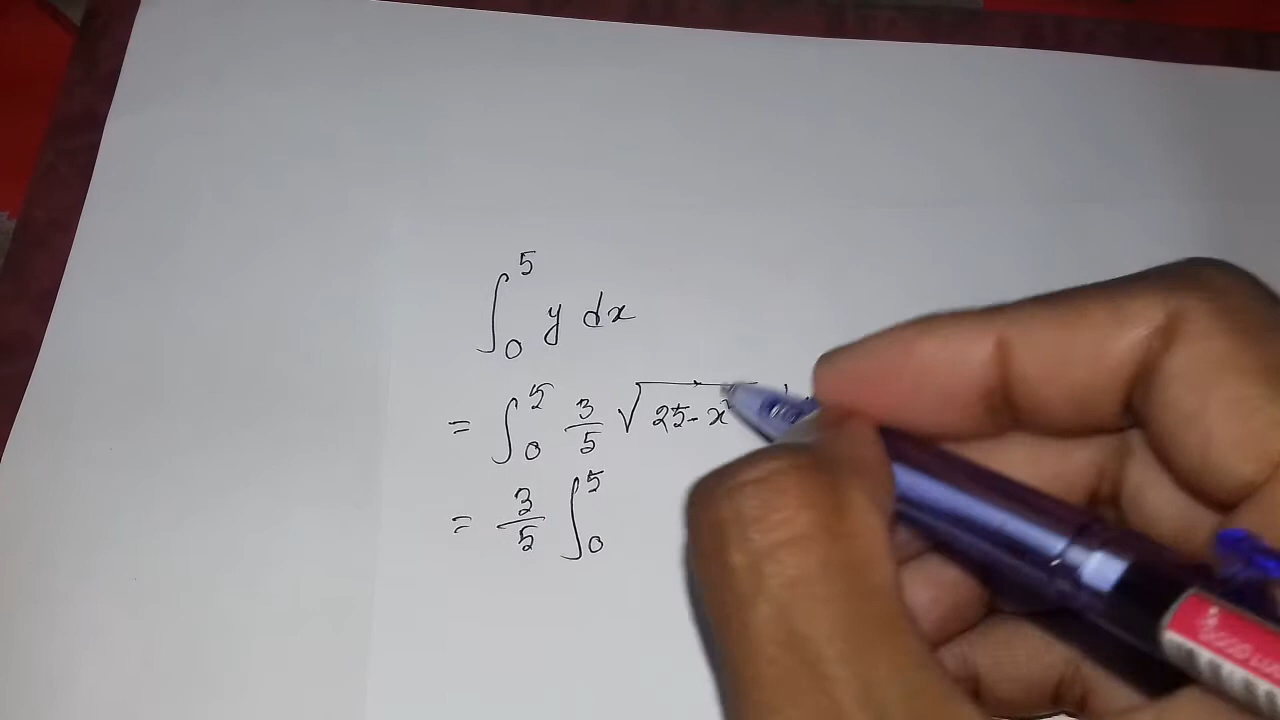 ∫₀⁵ y dx
= ∫₀⁵ 3/5 √25-x²
= 3/5 ∫₀⁵